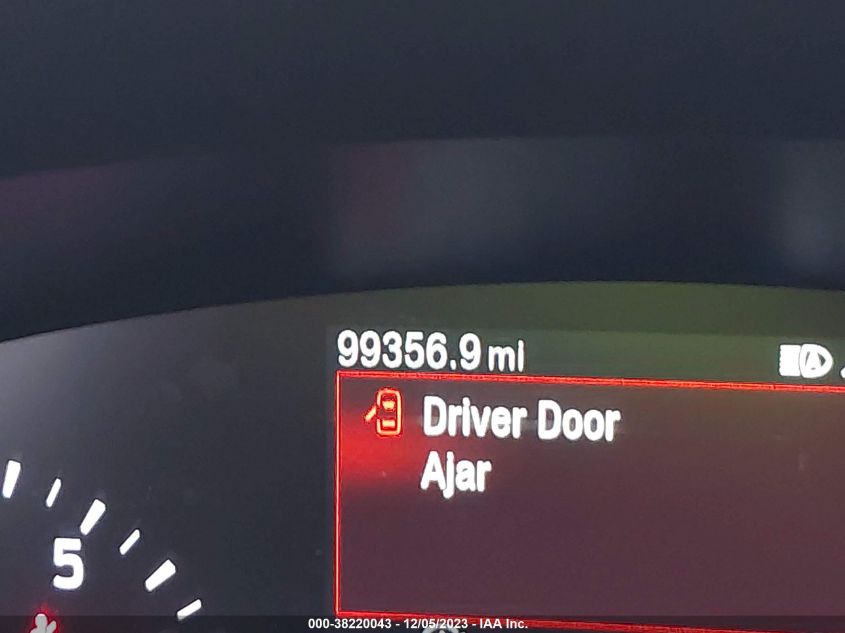 99356.9 mi
Driver Door
Ajar
5
000-38220043 - 12/05/2023 - IAA Inc.